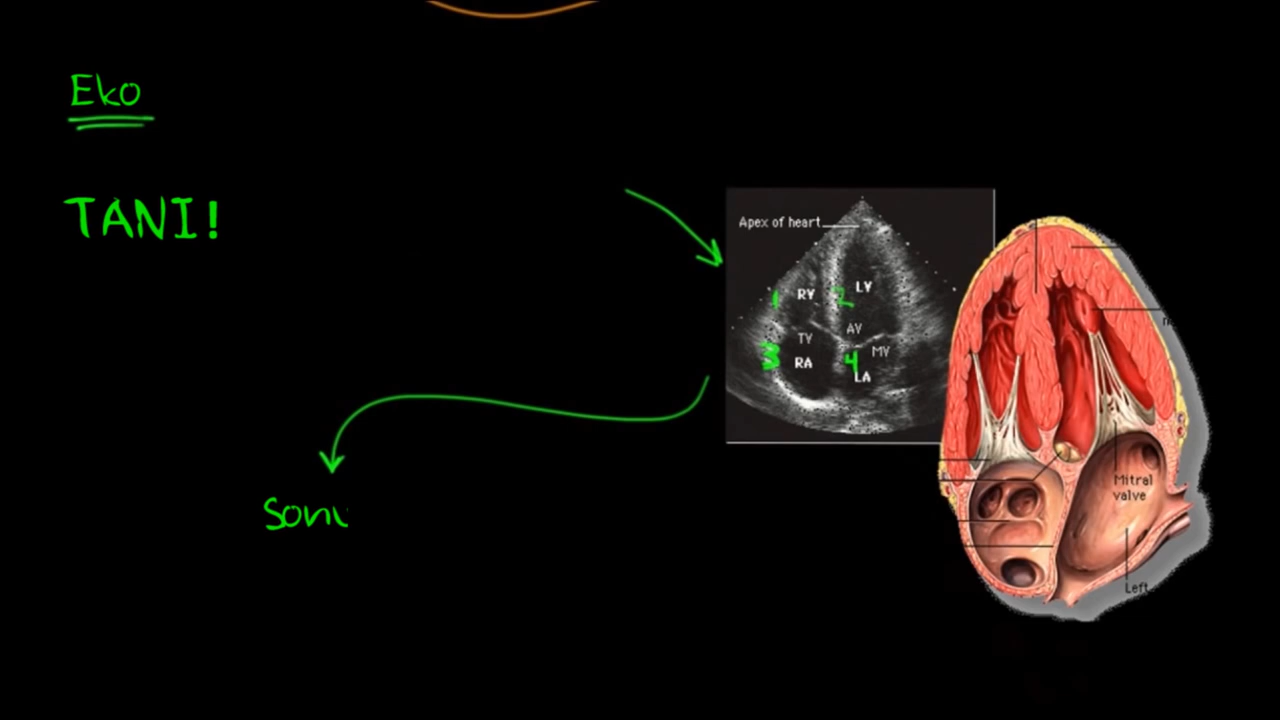 Eko
TANI!
Apex of heart
1
RV
2
LV
TV
AV
3
RA
4
MV
LA
Mitral
valve
Left